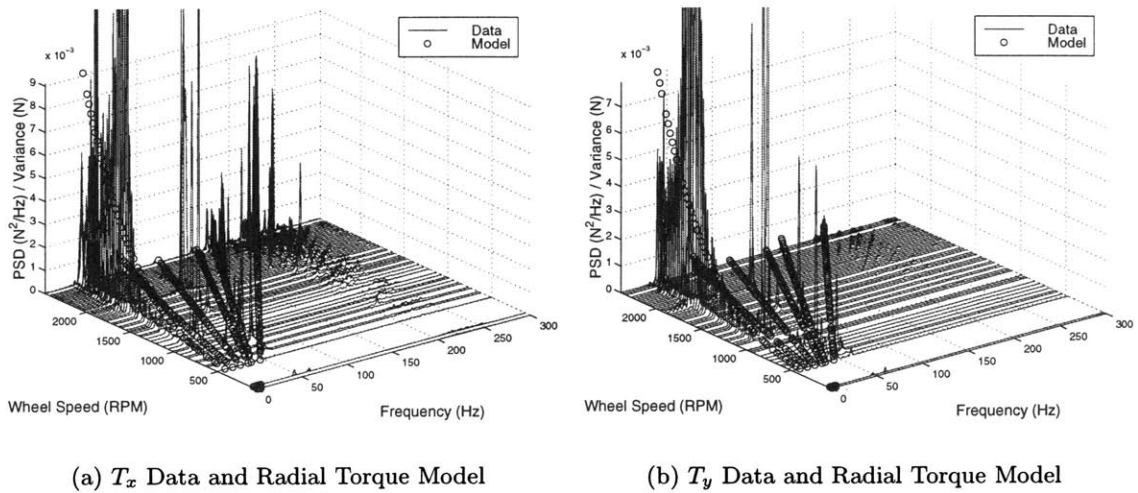 Data
Model
x 10⁻³
9
8
7
6
5
4
3
2
1
0
PSD (N²/Hz) / Variance (N)
2000
1500
1000
500
Wheel Speed (RPM)
0
50
100
150
200
250
300
Frequency (Hz)
(a) Tₓ Data and Radial Torque Model
Data
Model
x 10⁻³
7
6
5
4
3
2
1
0
PSD (N²/Hz) / Variance (N)
2000
1500
1000
500
Wheel Speed (RPM)
0
50
100
150
200
250
300
Frequency (Hz)
(b) T_y Data and Radial Torque Model